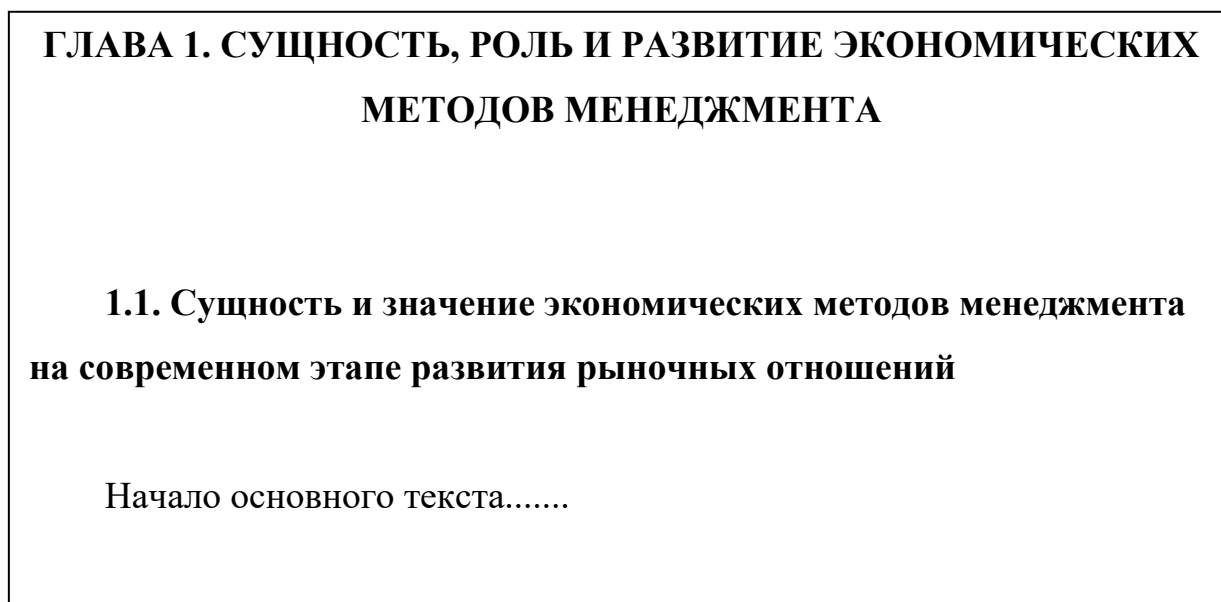 ГЛАВА 1. СУЩНОСТЬ, РОЛЬ И РАЗВИТИЕ ЭКОНОМИЧЕСКИХ
МЕТОДОВ МЕНЕДЖМЕНТА
1.1. Сущность и значение экономических методов менеджмента
на современном этапе развития рыночных отношений
Начало основного текста.......